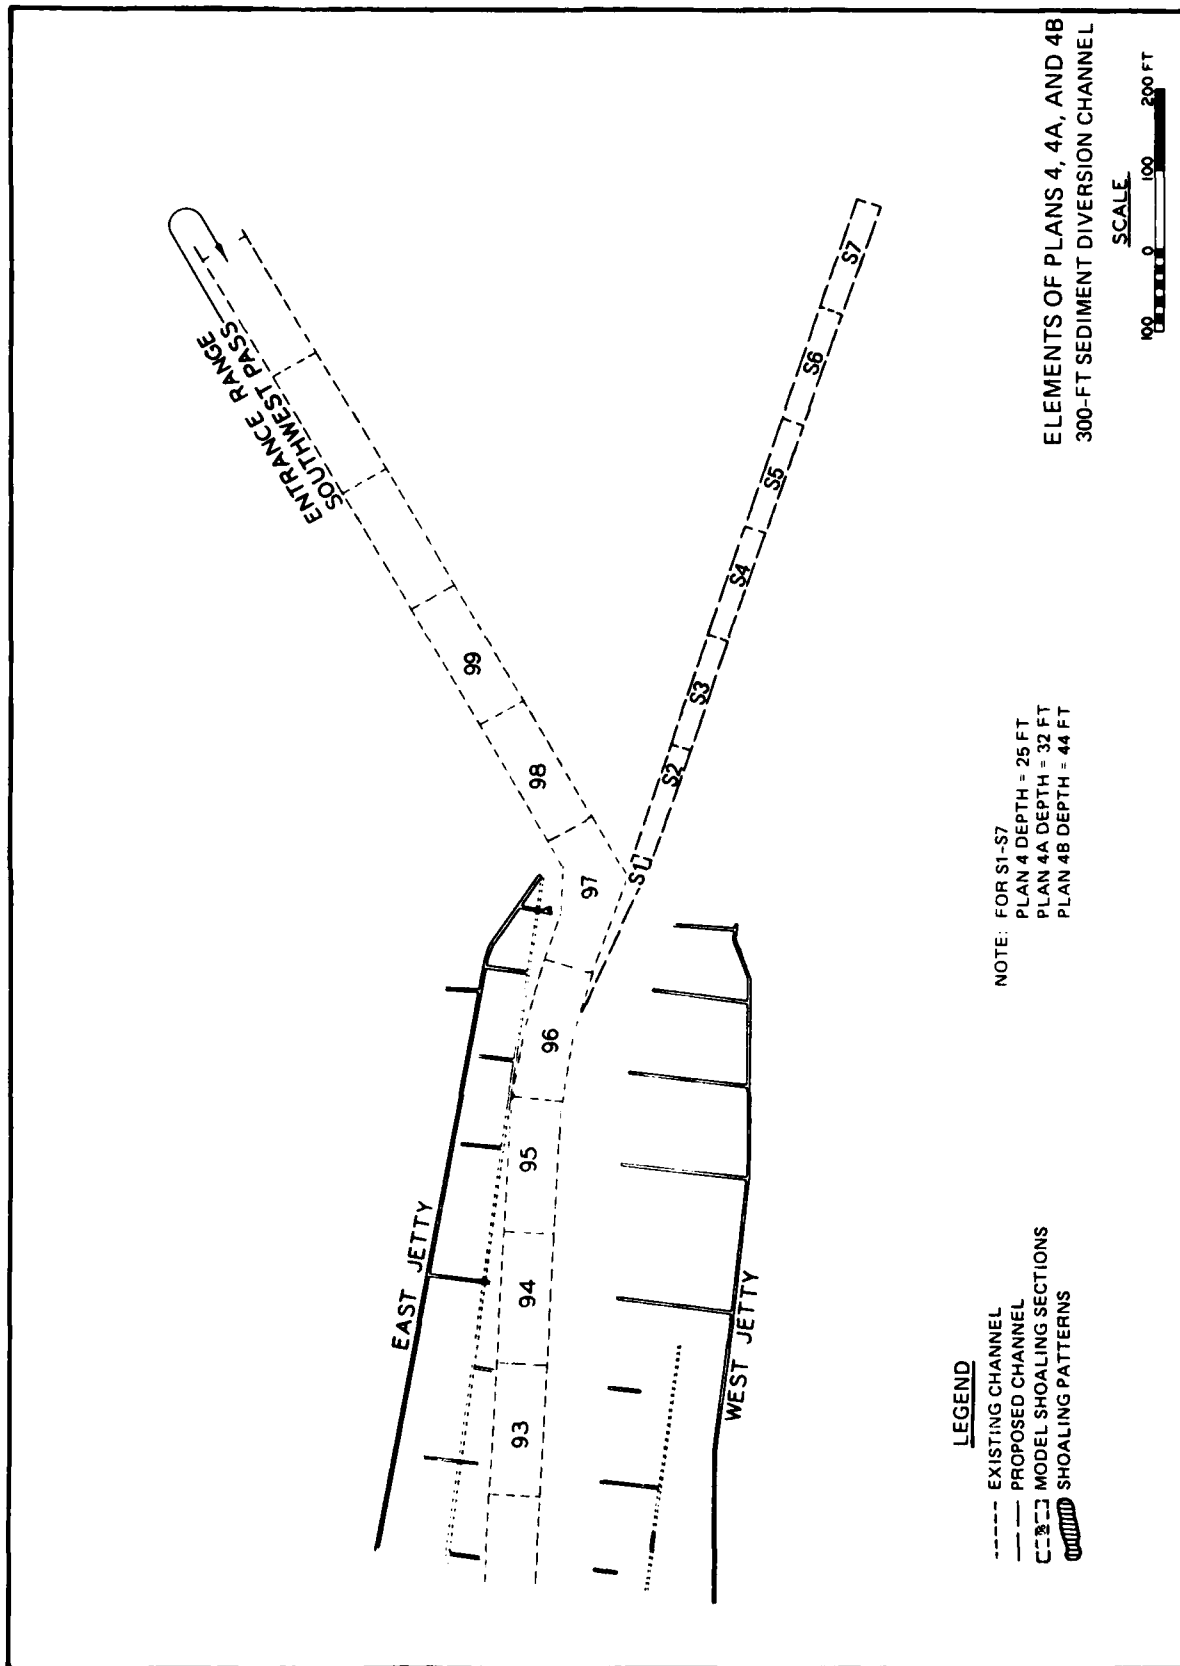 ENTRANCE RANGE
SOUTHWEST PASS
EAST JETTY
93
94
95
96
97
98
99
S1
S2
S3
S4
S5
S6
S7
WEST JETTY
LEGEND
EXISTING CHANNEL
PROPOSED CHANNEL
MODEL SHOALING SECTIONS
SHOALING PATTERNS
NOTE: FOR S1-S7
PLAN 4 DEPTH = 25 FT
PLAN 4A DEPTH = 32 FT
PLAN 4B DEPTH = 44 FT
ELEMENTS OF PLANS 4, 4A, AND 4B
300-FT SEDIMENT DIVERSION CHANNEL
SCALE
100 0 100 200 FT